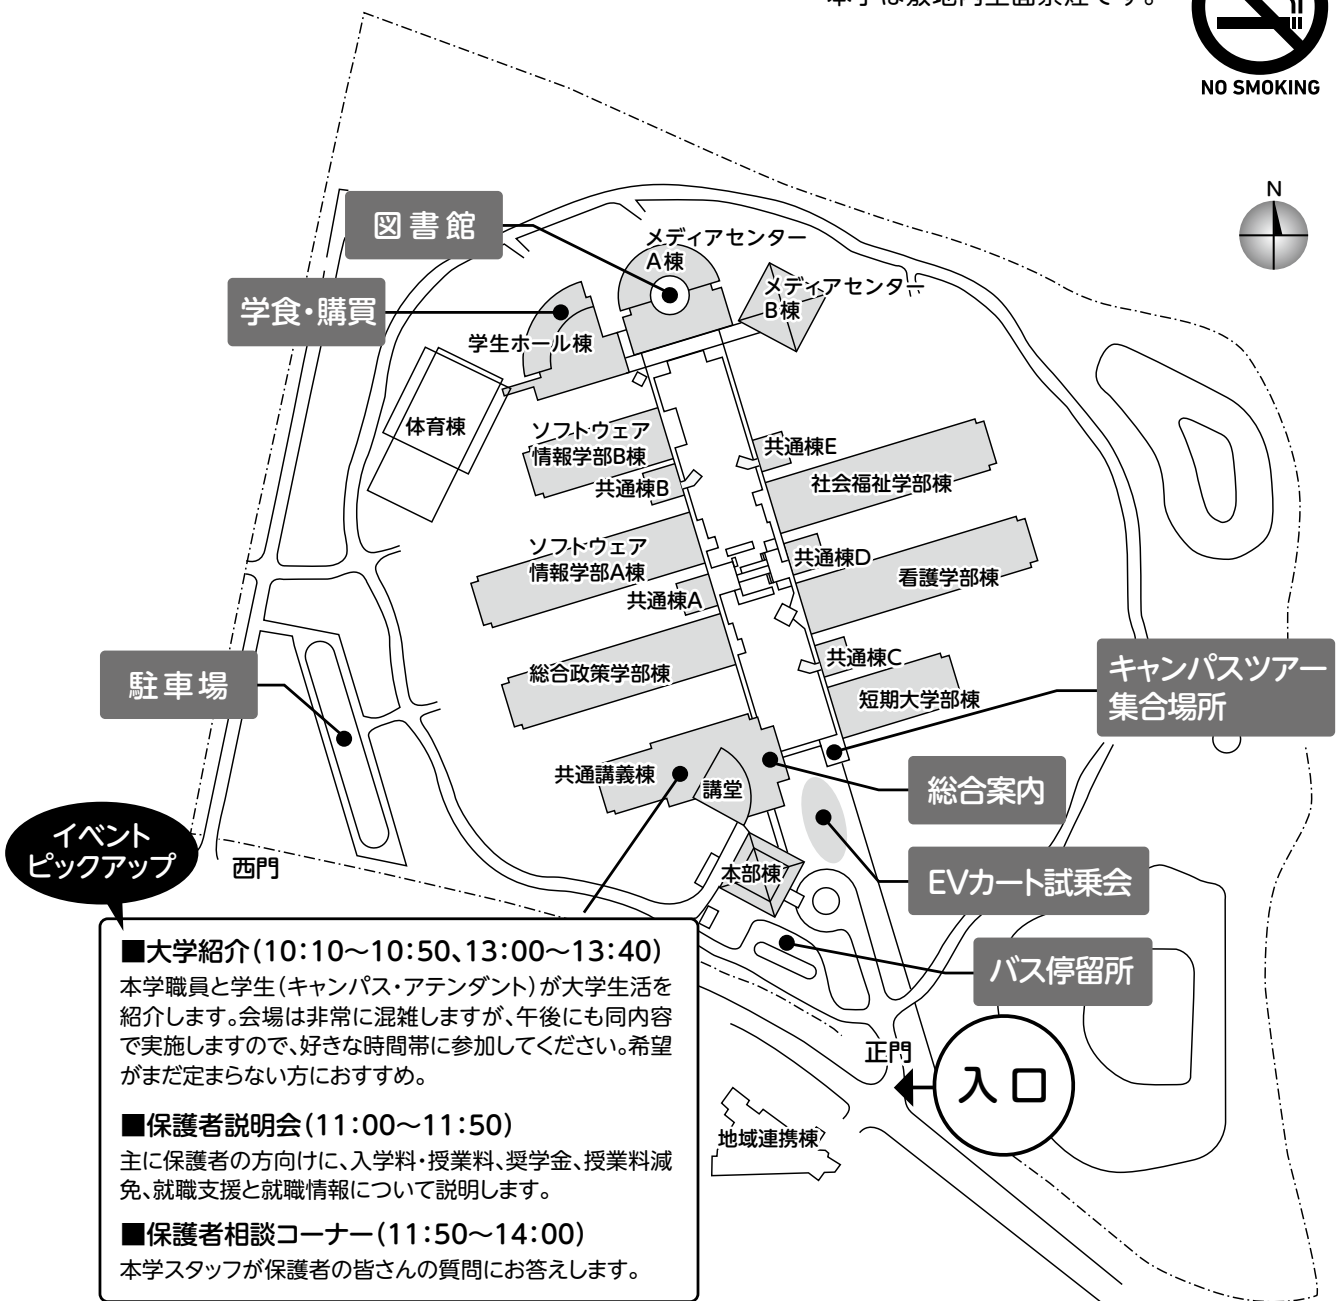 本学は敷地内全面禁煙です。
NO SMOKING
N
図書館
メディアセンター
A棟
メディアセンター
B棟
学食・購買
学生ホール棟
体育棟
ソフトウェア
情報学部B棟
共通棟B
共通棟E
社会福祉学部棟
ソフトウェア
情報学部A棟
共通棟A
共通棟D
看護学部棟
総合政策学部棟
共通棟C
短期大学部棟
キャンパスツアー
集合場所
駐車場
共通講義棟
講堂
総合案内
イベント
ピックアップ
西門
本部棟
EVカート試乗会
バス停留所
正門
入口
地域連携棟
■大学紹介(10:10〜10:50、13:00〜13:40)
本学職員と学生(キャンパス・アテンダント)が大学生活を
紹介します。会場は非常に混雑しますが、午後にも同内容
で実施しますので、好きな時間帯に参加してください。希望
がまだ定まらない方におすすめ。
■保護者説明会(11:00〜11:50)
主に保護者の方向けに、入学料・授業料、奨学金、授業料減
免、就職支援と就職情報について説明します。
■保護者相談コーナー(11:50〜14:00)
本学スタッフが保護者の皆さんの質問にお答えします。